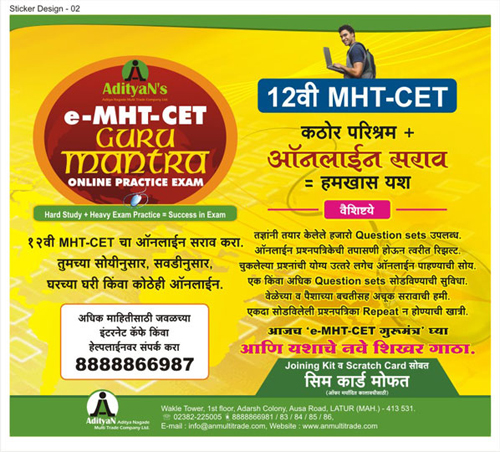 Sticker Design - 02
AdityaN's
Aditya Nagade Multi Trade Company Ltd.
e-MHT-CET
GURU
MANTRA
ONLINE PRACTICE EXAM
Hard Study + Heavy Exam Practice = Success in Exam
१२वी MHT-CET चा ऑनलाईन सराव करा.
तुमच्या सोयीनुसार, सवडीनुसार,
घरच्या घरी किंवा कोठेही ऑनलाईन.
अधिक माहितीसाठी जवळच्या
इंटरनेट कॅफे किंवा
हेल्पलाईनवर संपर्क करा
8888866987
12वी MHT-CET
कठोर परिश्रम +
ऑनलाईन सराव
= हमखास यश
वैशिष्ट्ये
तज्ञांनी तयार केलेले हजारो Question sets उपलब्ध.
ऑनलाईन प्रश्नपत्रिकेची तपासणी होऊन त्वरीत रिझल्ट.
चुकलेल्या प्रश्नांची योग्य उत्तरे लगेच ऑनलाईन पाहण्याची सोय.
एक किंवा अधिक Question sets सोडविण्याची सुविधा.
वेळेच्या व पैशाच्या बचतीसह अचूक सरावाची हमी.
एकदा सोडविलेली प्रश्नपत्रिका Repeat न होण्याची खात्री.
आजच 'e-MHT-CET गुरूमंत्र' घ्या
आणि यशाचे नवे शिखर गाठा.
Joining Kit व Scratch Card सोबत
सिम कार्ड मोफत
(ऑफर मर्यादित कालावधीसाठी)
AdityaN Aditya Nagade
Multi Trade Company Ltd.
Wakle Tower, 1st floor, Adarsh Colony, Ausa Road, LATUR (MAH.) - 413 531.
☏ 02382-225005 ✆ 8888866981 / 83 / 84 / 85 / 86,
E-mail : info@anmultitrade.com, Website : www.anmultitrade.com